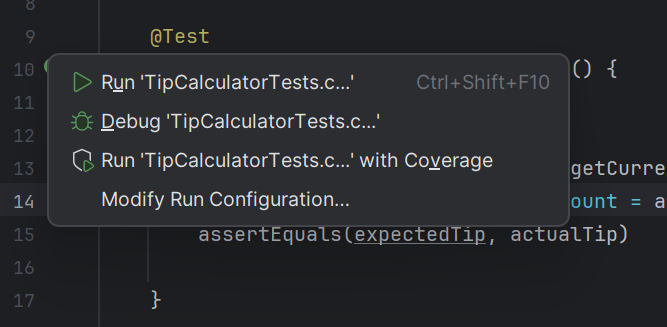 8
9 @Test
10 () {
Run 'TipCalculatorTests.c...' Ctrl+Shift+F10
11
Debug 'TipCalculatorTests.c...'
12
Run 'TipCalculatorTests.c...' with Coverage
13 getCurre
Modify Run Configuration...
14 ount = a
15 assertEquals(expectedTip, actualTip)
16
17 }